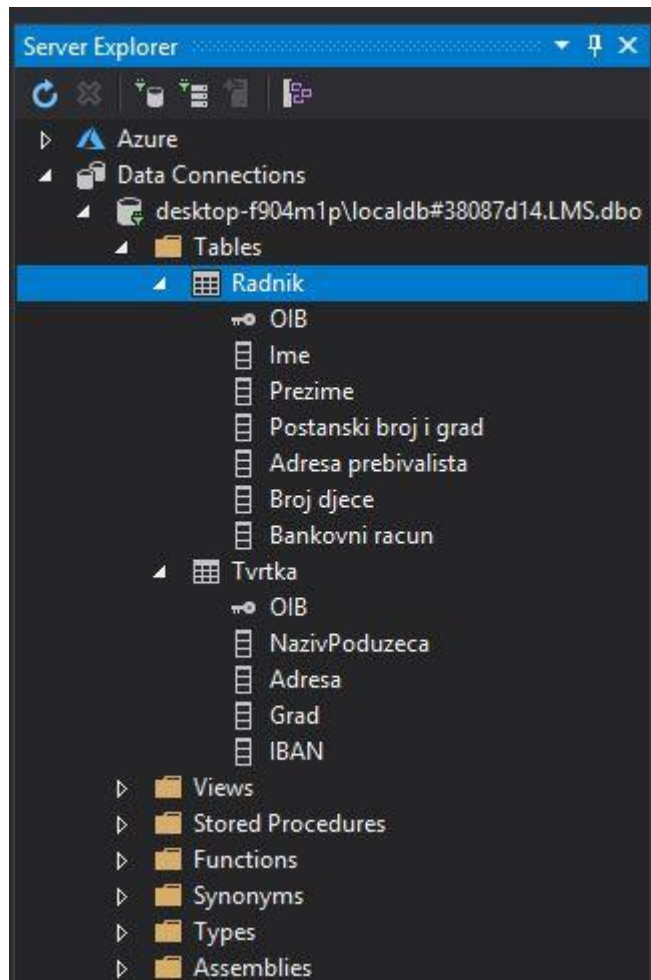 Server Explorer
Azure
Data Connections
desktop-f904m1p\localdb#38087d14.LMS.dbo
Tables
Radnik
OIB
Ime
Prezime
Postanski broj i grad
Adresa prebivalista
Broj djece
Bankovni racun
Tvrtka
OIB
NazivPoduzeca
Adresa
Grad
IBAN
Views
Stored Procedures
Functions
Synonyms
Types
Assemblies